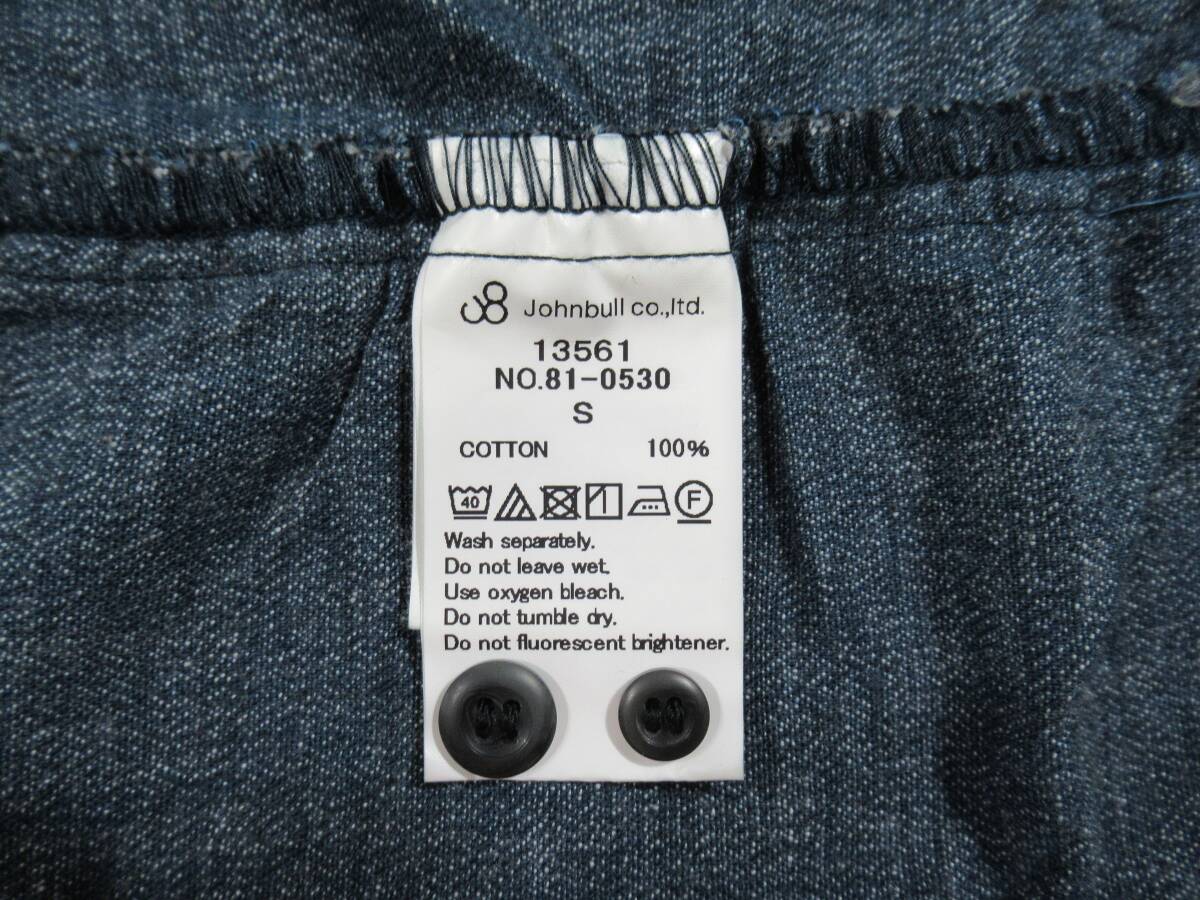 Johnbull co.,ltd.
13561
NO.81-0530
S
COTTON 100%
40 F
Wash separately.
Do not leave wet.
Use oxygen bleach.
Do not tumble dry.
Do not fluorescent brightener.